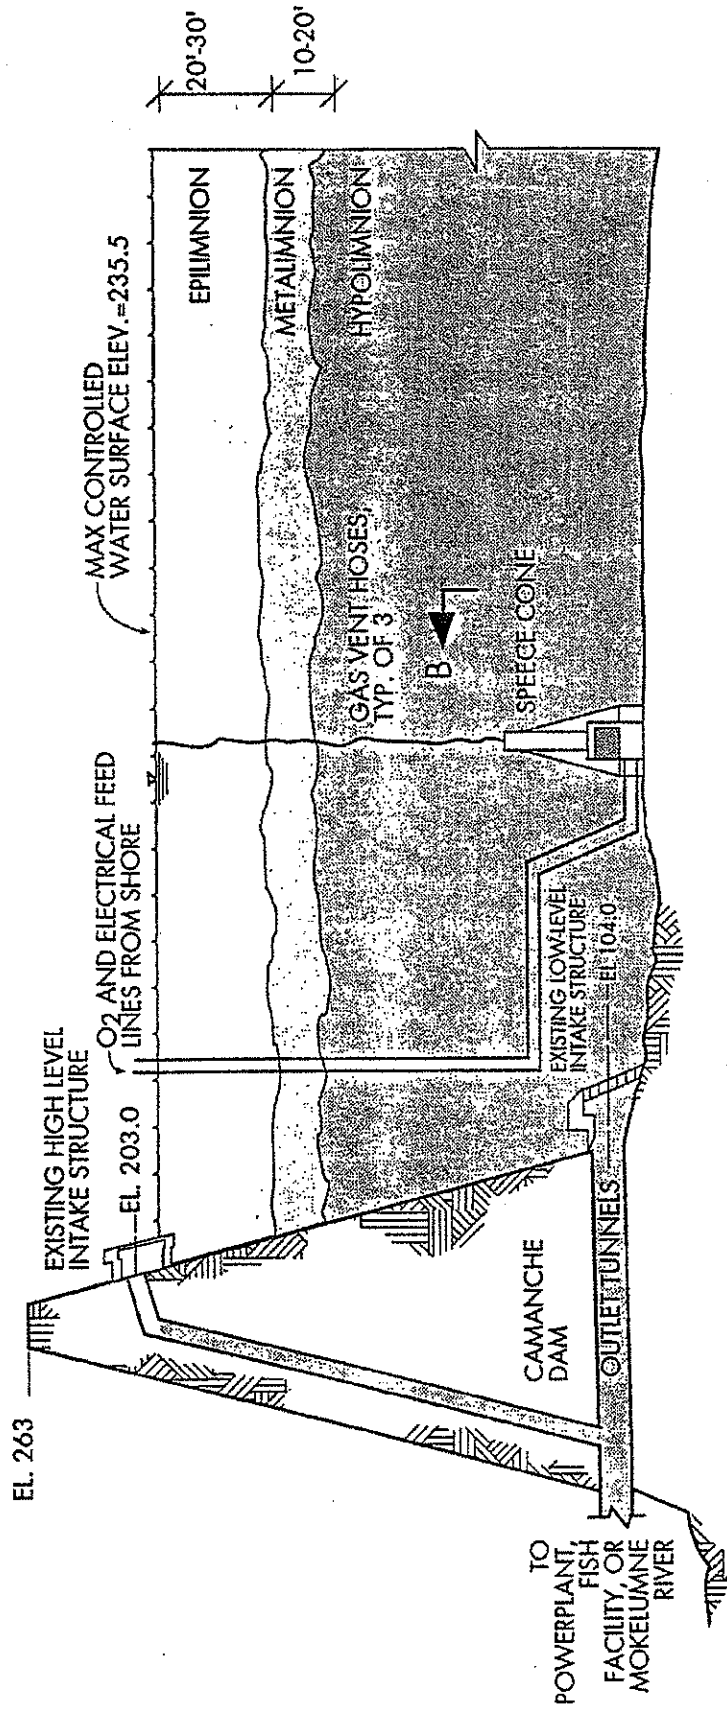 EL. 263
EXISTING HIGH LEVEL
INTAKE STRUCTURE
EL. 203.0
O2 AND ELECTRICAL FEED
LINES FROM SHORE
MAX CONTROLLED
WATER SURFACE ELEV.=235.5
20'-30'
10-20'
EPILIMNION
METALIMNION
HYPOLIMNION
GAS VENT HOSES,
TYP. OF 3
B
SPEECE CONE
EXISTING LOW-LEVEL
INTAKE STRUCTURE
EL 104.0
CAMANCHE
DAM
OUTLET TUNNELS
TO
POWERPLANT,
FISH
FACILITY, OR
MOKELUMNE
RIVER